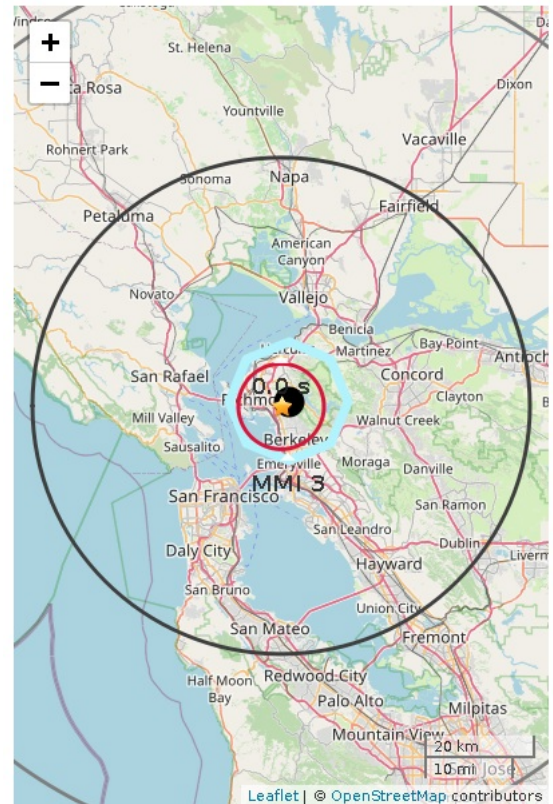 +
−
St. Helena
Dixon
Yountville
Vacaville
Rohnert Park
Sonoma
Napa
Fairfield
Petaluma
American
Canyon
Novato
Vallejo
Benicia
Martinez
Bay Point
San Rafael
Concord
Antioch
0.0 s
Mill Valley
Walnut Creek
Sausalito
Berkeley
Emeryville
Moraga
Danville
MMI 3
San Francisco
San Ramon
San Leandro
Daly City
Dublin
Hayward
San Bruno
Union City
San Mateo
Fremont
Half Moon
Bay
Redwood City
Palo Alto
Milpitas
Mountain View
20 km
10 mi
San José
Leaflet | © OpenStreetMap contributors